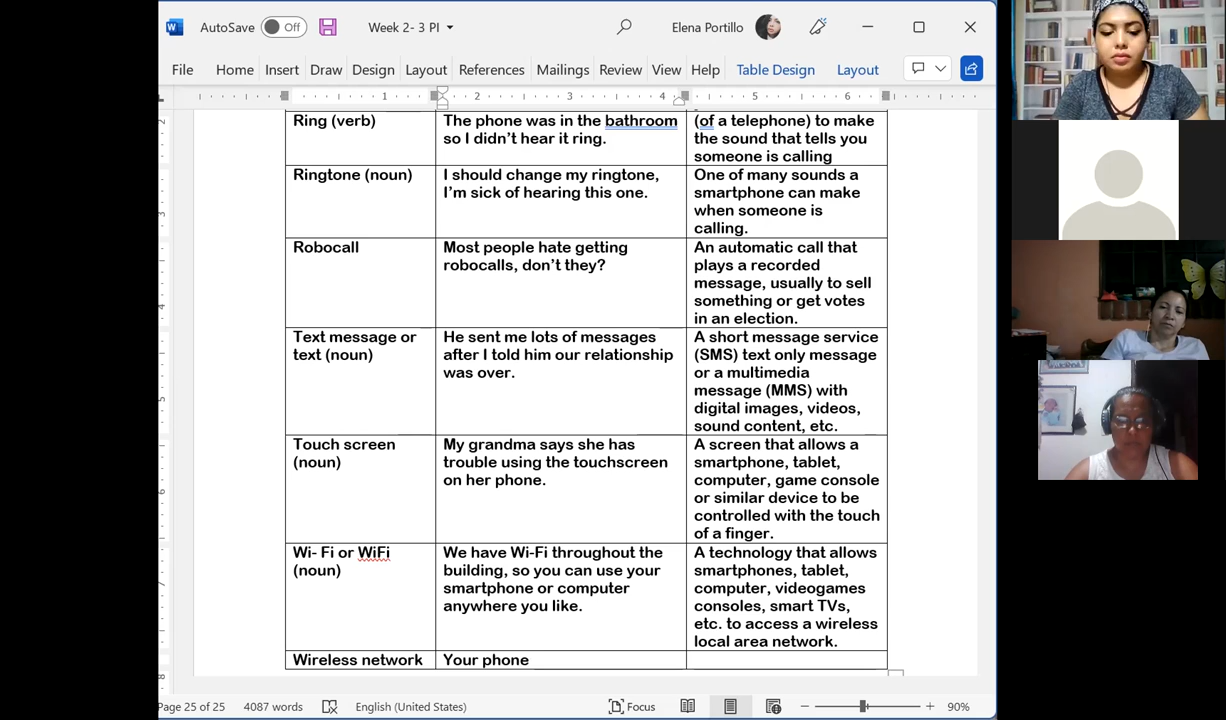 AutoSave Off Week 2- 3 PI Elena Portillo
File Home Insert Draw Design Layout References Mailings Review View Help Table Design Layout
1 2 3 4 5 6
Ring (verb)
The phone was in the bathroom
so I didn't hear it ring.
(of a telephone) to make
the sound that tells you
someone is calling
Ringtone (noun)
I should change my ringtone,
I'm sick of hearing this one.
One of many sounds a
smartphone can make
when someone is
calling.
Robocall
Most people hate getting
robocalls, don't they?
An automatic call that
plays a recorded
message, usually to sell
something or get votes
in an election.
Text message or
text (noun)
He sent me lots of messages
after I told him our relationship
was over.
A short message service
(SMS) text only message
or a multimedia
message (MMS) with
digital images, videos,
sound content, etc.
Touch screen
(noun)
My grandma says she has
trouble using the touchscreen
on her phone.
A screen that allows a
smartphone, tablet,
computer, game console
or similar device to be
controlled with the touch
of a finger.
Wi- Fi or WiFi
(noun)
We have Wi-Fi throughout the
building, so you can use your
smartphone or computer
anywhere you like.
A technology that allows
smartphones, tablet,
computer, videogames
consoles, smart TVs,
etc. to access a wireless
local area network.
Wireless network
Your phone
Page 25 of 25 4087 words English (United States) Focus 90%